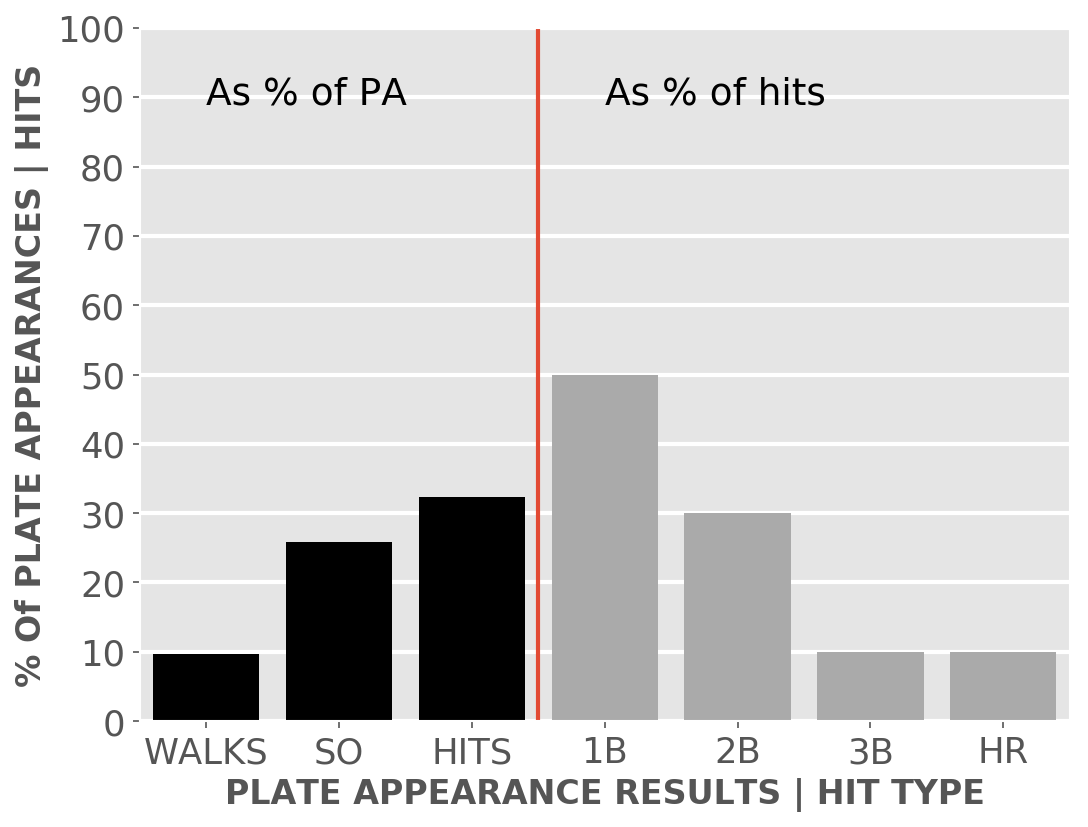 % Of PLATE APPEARANCES | HITS
100
90
80
70
60
50
40
30
20
10
0
As % of PA
As % of hits
WALKS SO HITS 1B 2B 3B HR
PLATE APPEARANCE RESULTS | HIT TYPE